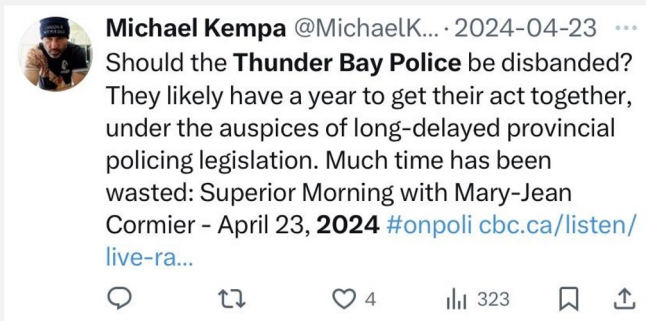 Michael Kempa @MichaelK... · 2024-04-23 ...
Should the Thunder Bay Police be disbanded?
They likely have a year to get their act together,
under the auspices of long-delayed provincial
policing legislation. Much time has been
wasted: Superior Morning with Mary-Jean
Cormier - April 23, 2024 #onpoli cbc.ca/listen/
live-ra...
4 323